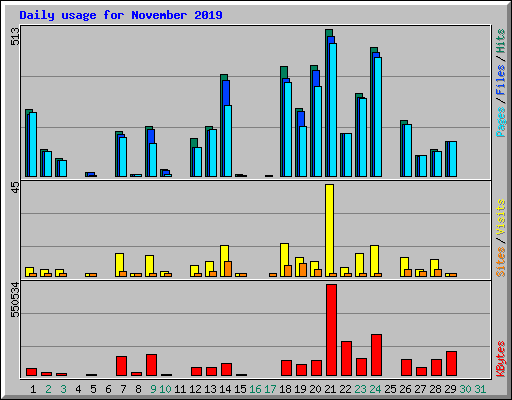 Daily usage for November 2019
513
Pages / Files / Hits
45
Sites / Visits
550534
KBytes
1 2 3 4 5 6 7 8 9 10 11 12 13 14 15 16 17 18 19 20 21 22 23 24 25 26 27 28 29 30 31